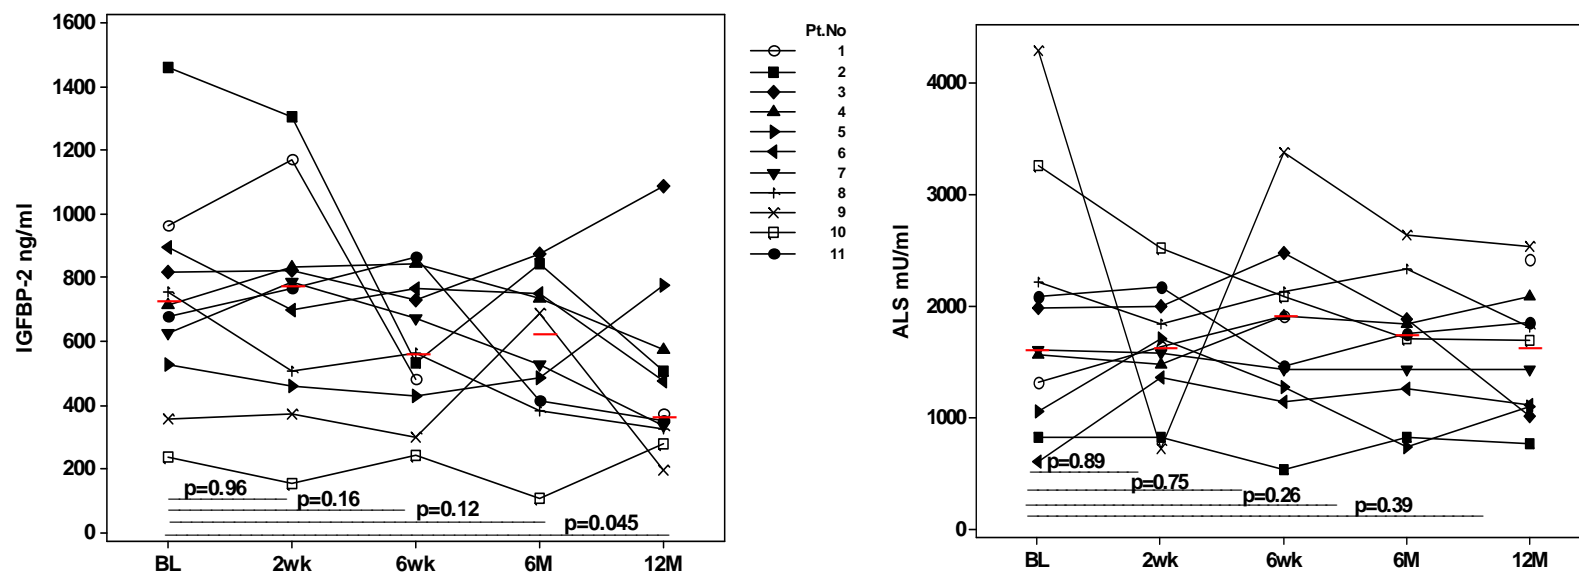 IGFBP-2 ng/ml
1600
1400
1200
1000
800
600
400
200
0
p=0.96
p=0.16
p=0.12
p=0.045
BL 2wk 6wk 6M 12M
Pt.No
1
2
3
4
5
6
7
8
9
10
11
ALS mU/ml
4000
3000
2000
1000
0
p=0.89
p=0.75
p=0.26
p=0.39
BL 2wk 6wk 6M 12M